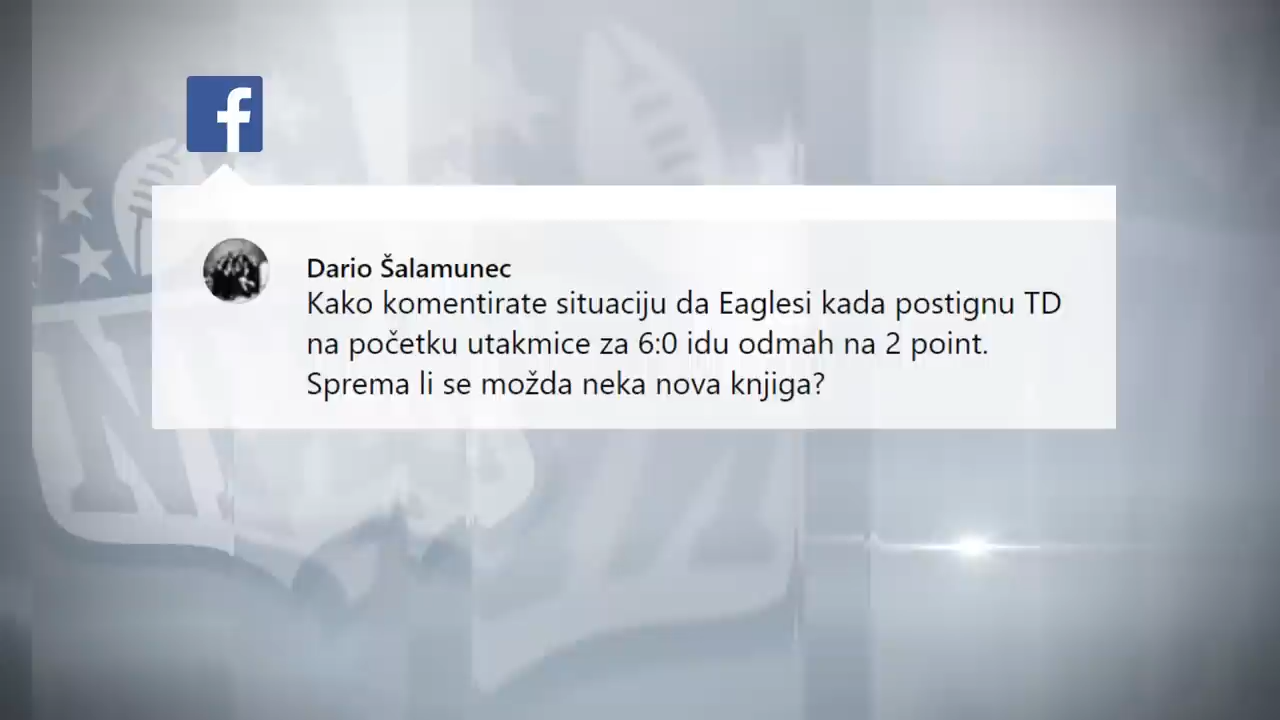 f
Dario Šalamunec
Kako komentirate situaciju da Eaglesi kada postignu TD
na početku utakmice za 6:0 idu odmah na 2 point.
Sprema li se možda neka nova knjiga?